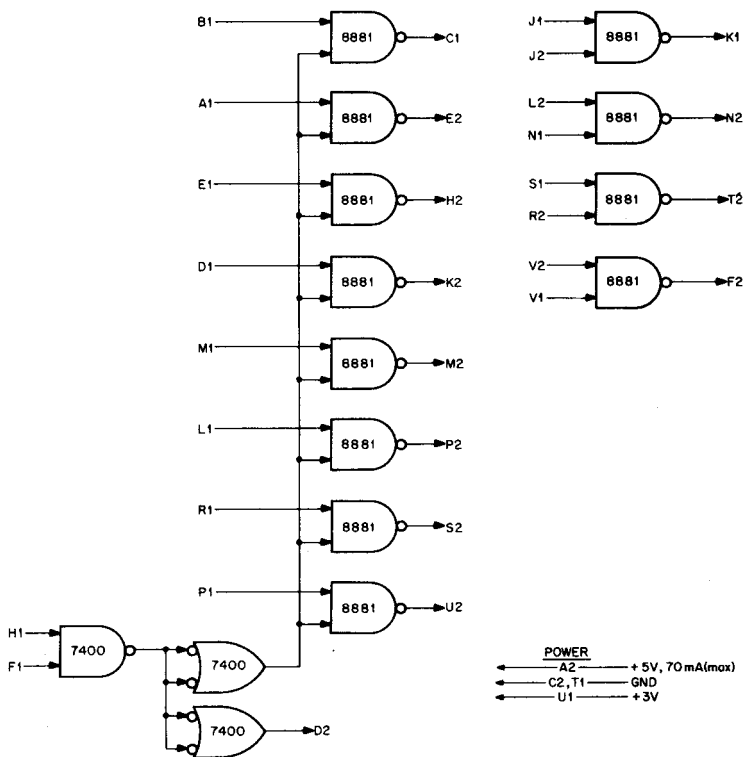 B1
8881
C1
J1
J2
8881
K1
A1
8881
E2
L2
N1
8881
N2
E1
8881
H2
S1
R2
8881
T2
D1
8881
K2
V2
V1
8881
F2
M1
8881
M2
L1
8881
P2
R1
8881
S2
P1
8881
U2
H1
F1
7400
7400
7400
D2
POWER
A2 +5V, 70mA(max)
C2, T1 GND
U1 +3V